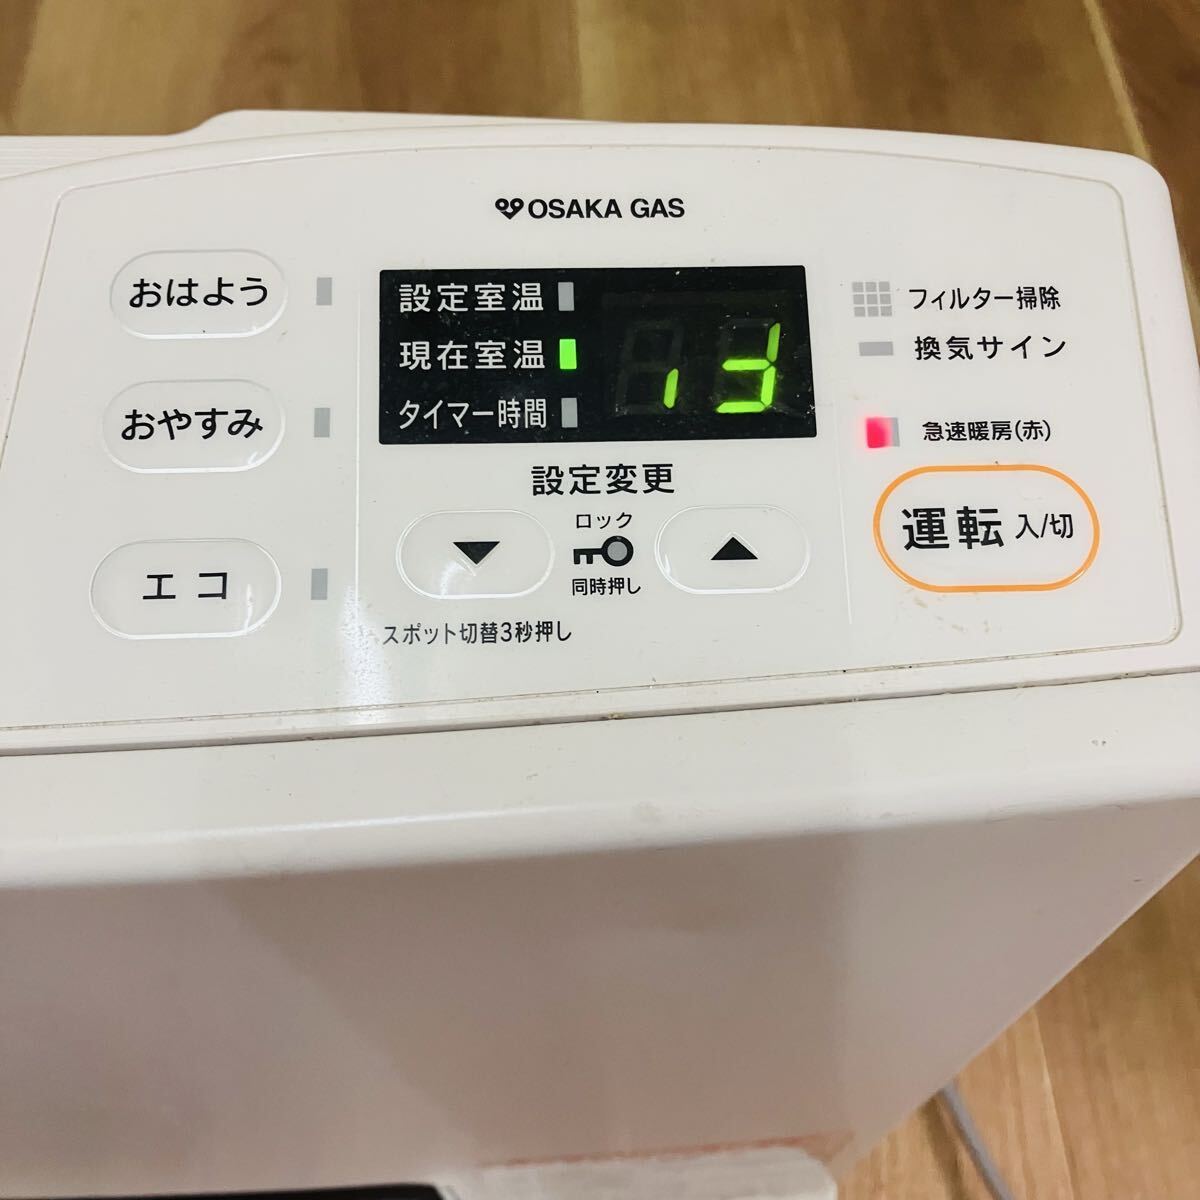 OSAKA GAS
おはよう
おやすみ
エコ
設定室温
現在室温
タイマー時間
設定変更
ロック
同時押し
スポット切替3秒押し
フィルター掃除
換気サイン
急速暖房(赤)
運転 入/切